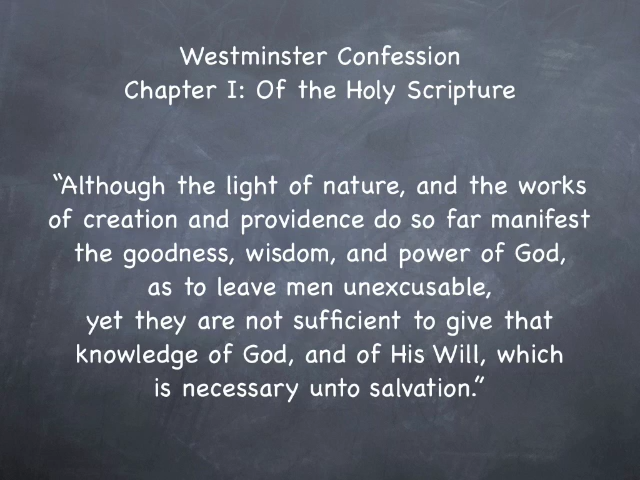 Westminster Confession
Chapter I: Of the Holy Scripture
“Although the light of nature, and the works
of creation and providence do so far manifest
the goodness, wisdom, and power of God,
as to leave men unexcusable,
yet they are not sufficient to give that
knowledge of God, and of His Will, which
is necessary unto salvation.”